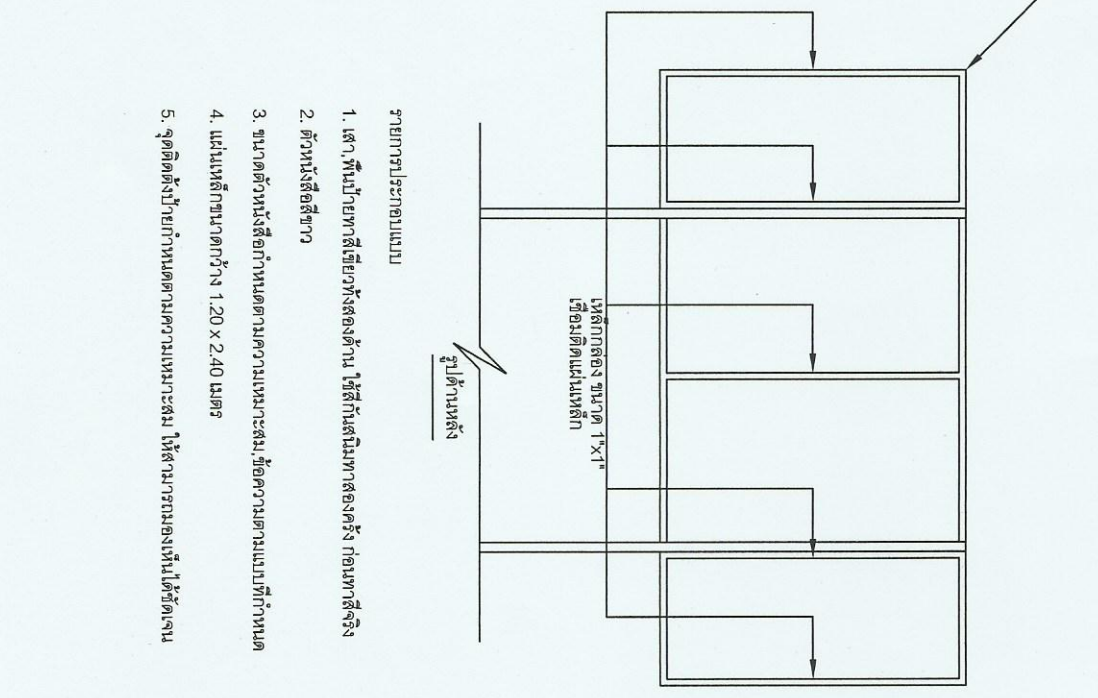 เหล็กกล่อง ขนาด 1"x1"
เชื่อมติดแผ่นเหล็ก
รูปด้านหลัง
รายการประกอบแบบ
1. เสา,พื้นป้ายทาสีเขียวทั้งสองด้าน ใช้สีกันสนิมทาสองครั้ง ก่อนทาสีจริง
2. ตัวหนังสือสีขาว
3. ขนาดตัวหนังสือกำหนดตามความเหมาะสม,ข้อความตามแบบที่กำหนด
4. แผ่นเหล็กขนาดกว้าง 1.20 x 2.40 เมตร
5. จุดติดตั้งป้ายกำหนดตามความเหมาะสม ให้สามารถมองเห็นได้ชัดเจน